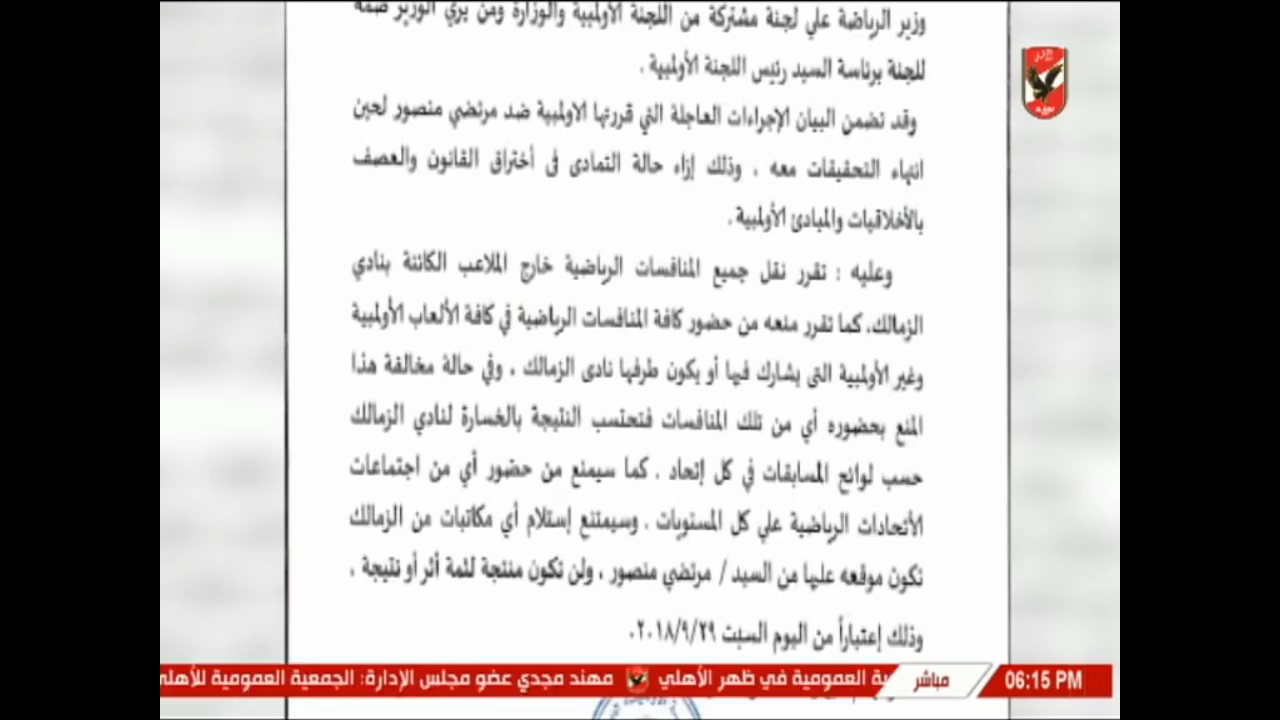 وزير الرياضة علي لجنة مشتركة من اللجنة الأولمبية والوزارة ومن يري الوزير ضمه
للجنة برئاسة السيد رئيس اللجنة الأولمبية .
وقد تضمن البيان الإجراءات العاجلة التي قررتها الاولمبية ضد مرتضي منصور لحين
انتهاء التحقيقات معه ، وذلك إزاء حالة التمادى فى أختراق القانون والعصف
بالأخلاقيات والمبادئ الأولمبية .
وعليه : تقرر نقل جميع المنافسات الرياضية خارج الملاعب الكائنة بنادي
الزمالك، كما تقرر منعه من حضور كافة المنافسات الرياضية في كافة الألعاب الأولمبية
وغير الأولمبية التى يشارك فيها أو يكون طرفها نادى الزمالك ، وفي حالة مخالفة هذا
المنع بحضوره أي من تلك المنافسات فتحتسب النتيجة بالخسارة لنادي الزمالك
حسب لوائح المسابقات في كل إتحاد . كما سيمنع من حضور أي من اجتماعات
الأتحادات الرياضية علي كل المستويات . وسيمتنع إستلام أي مكاتبات من الزمالك
تكون موقعه عليها من السيد / مرتضي منصور ، ولن تكون منتجة لثمة أثر أو نتيجة ،
وذلك إعتباراً من اليوم السبت ٢٠١٨/٩/٢٩.
06:15 PM مباشر ية العمومية في ظهر الأهلي مهند مجدي عضو مجلس الإدارة: الجمعية العمومية للأهلي